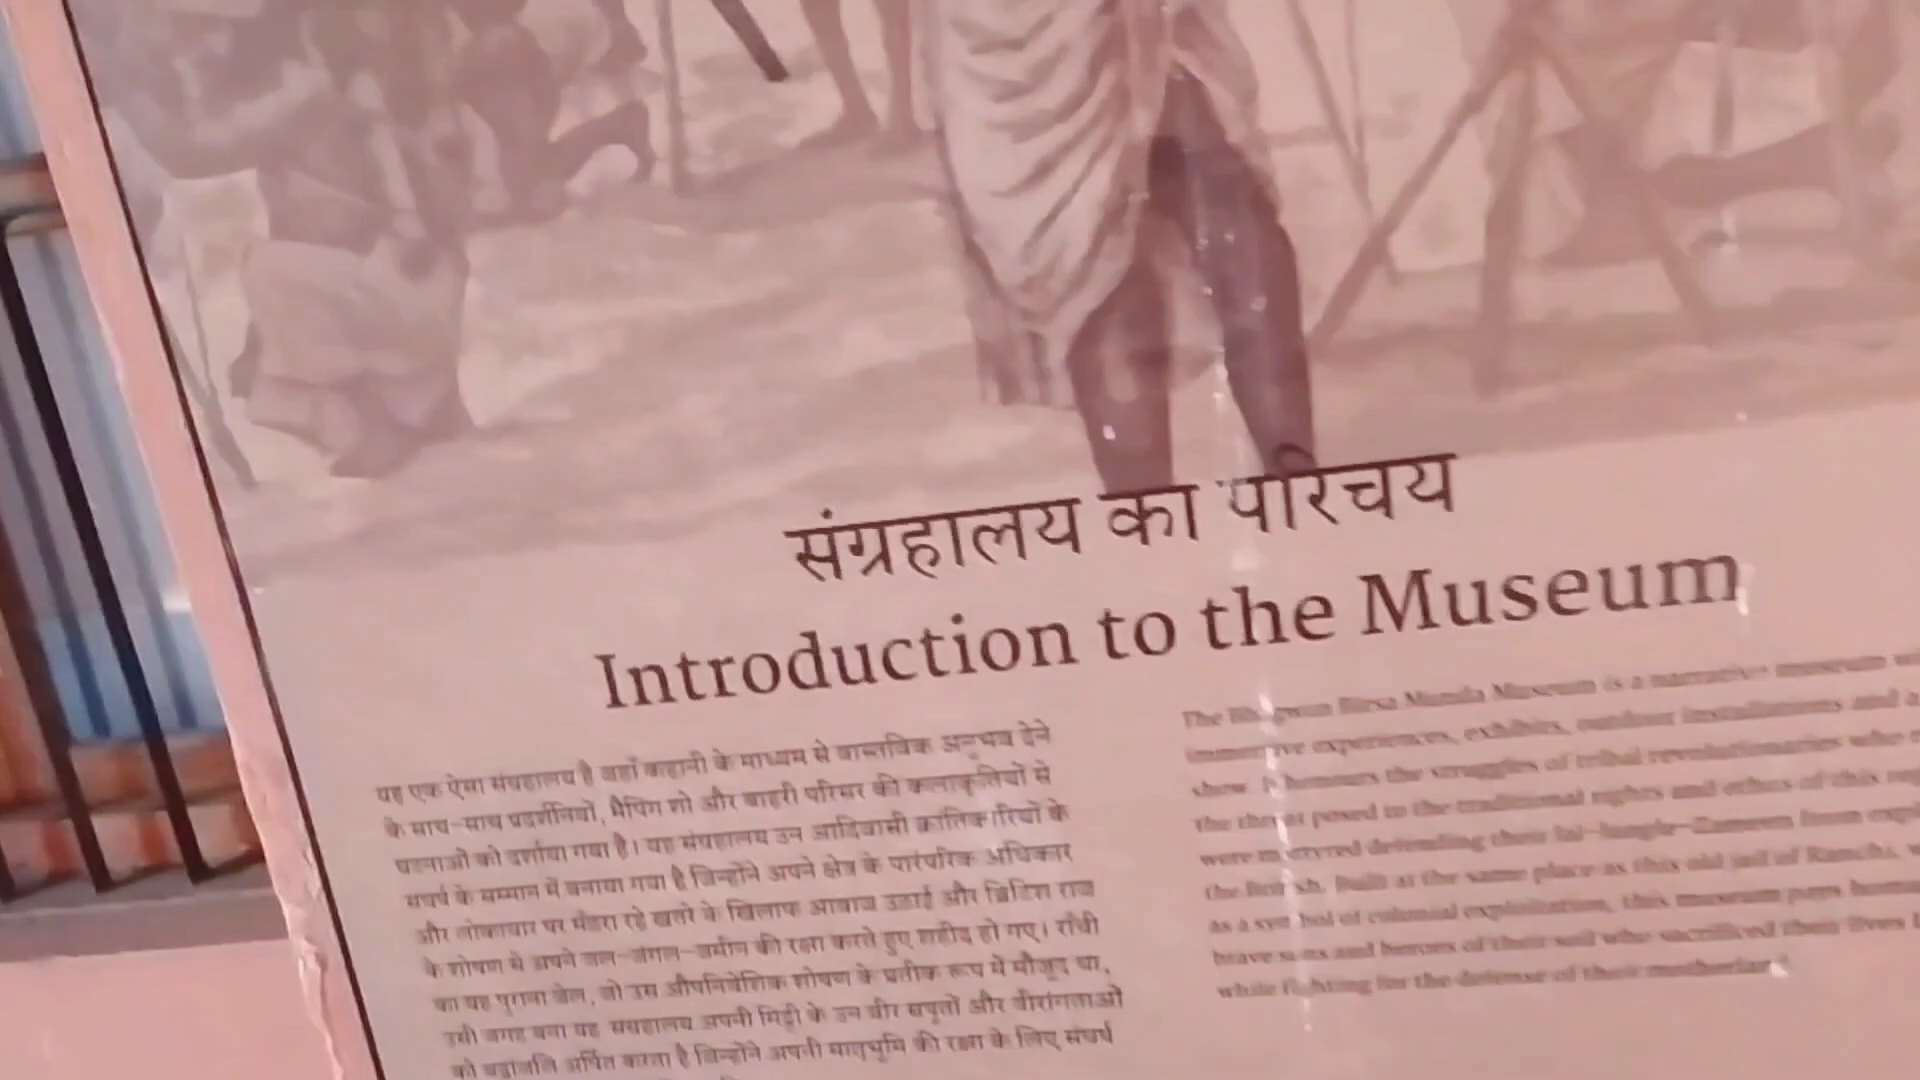 संग्रहालय का परिचय
Introduction to the Museum
यह एक ऐसा संग्रहालय है जहाँ कहानी के माध्यम से वास्तविक अनुभव देने
के साथ-साथ प्रदर्शनियों, मैपिंग शो और बाहरी परिसर की कलाकृतियों से
घटनाओं को दर्शाया गया है। यह संग्रहालय उन आदिवासी क्रांतिकारियों के
संघर्ष के सम्मान में बनाया गया है जिन्होंने अपने क्षेत्र के पारंपरिक अधिकार
और लोकाचार पर मंडरा रहे खतरे के खिलाफ आवाज उठाई और ब्रिटिश राज
के शोषण से अपने जल-जंगल-जमीन की रक्षा करते हुए शहीद हो गए। राँची
का यह पुराना जेल, जो उस औपनिवेशिक शोषण के प्रतीक रूप में मौजूद था,
उसी जगह बना यह संग्रहालय अपनी मिट्टी के उन वीर सपूतों और वीरांगनाओं
को श्रद्धांजलि अर्पित करता है जिन्होंने अपनी मातृभूमि की रक्षा के लिए संघर्ष
The Bhagwan Birsa Munda Museum is a narrative museum
immersive experiences, exhibits, outdoor installations and
show. It honours the struggles of tribal revolutionaries who
the threat posed to the traditional rights and ethos of this
were martyred defending their Jal-Jungle-Zameen from
the British. Built at the same place as this old jail of Ranchi,
As a symbol of colonial exploitation, this museum pays
brave sons and heroes of their soil who sacrificed their lives
while fighting for the defense of their motherland.